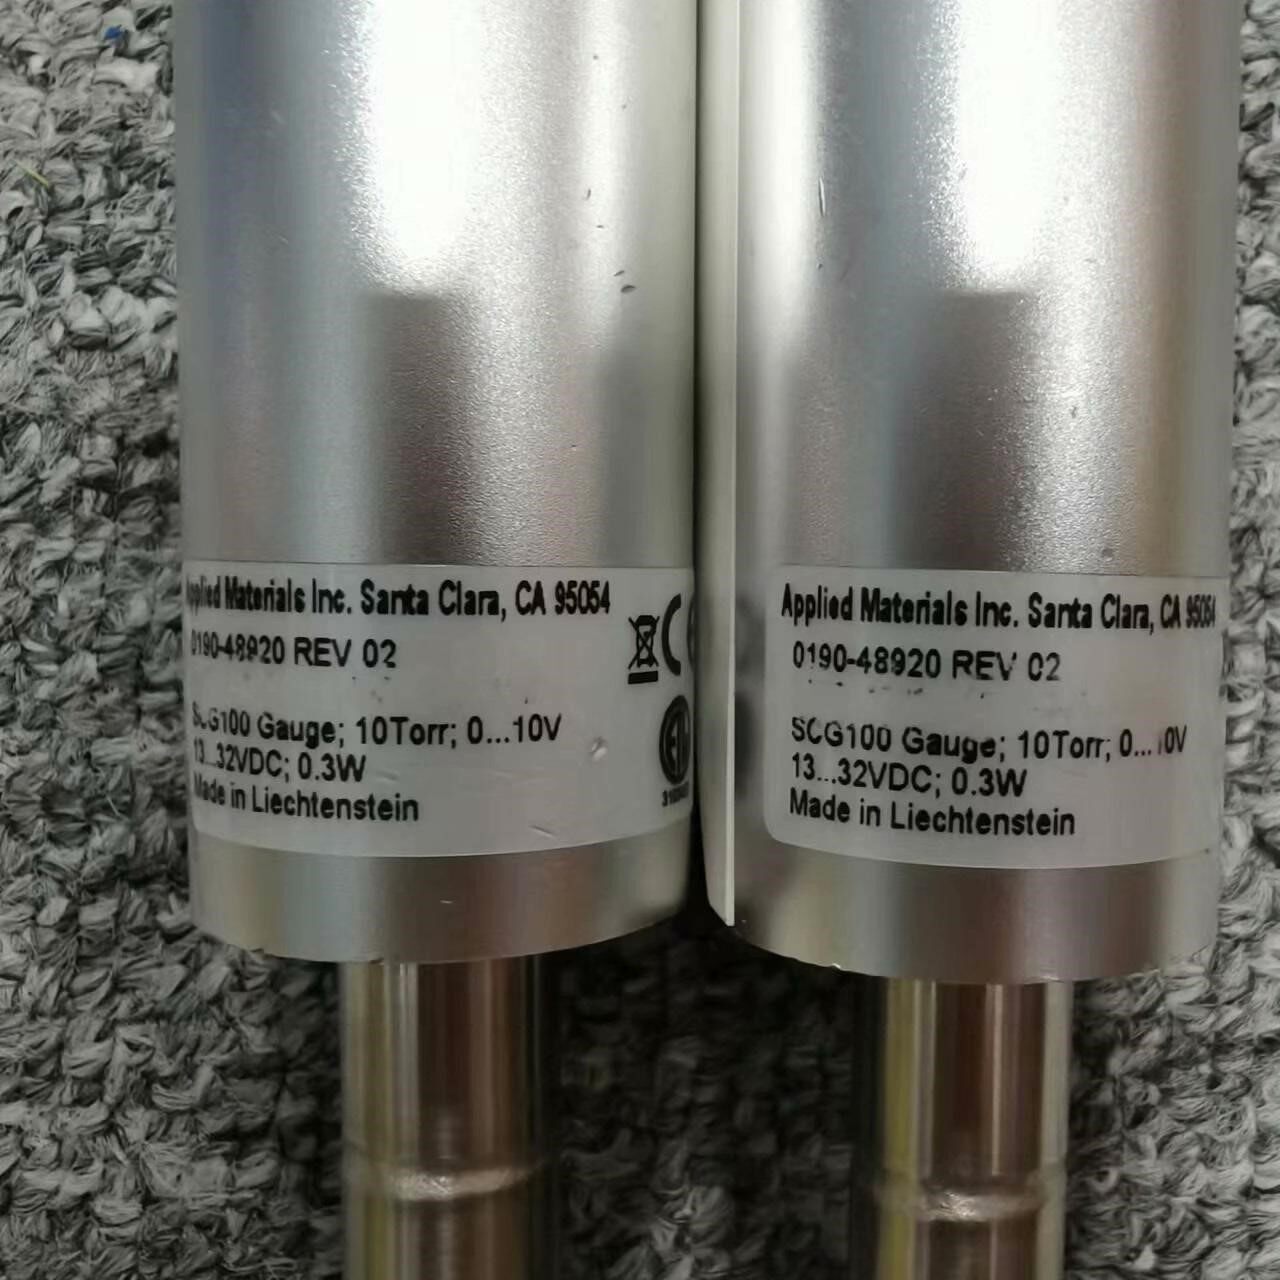 Applied Materials Inc. Santa Clara, CA 95054
0190-48920 REV 02
SCG100 Gauge; 10Torr; 0...10V
13...32VDC; 0.3W
Made in Liechtenstein
Applied Materials Inc. Santa Clara, CA 95054
0190-48920 REV 02
SCG100 Gauge; 10Torr; 0...10V
13...32VDC; 0.3W
Made in Liechtenstein